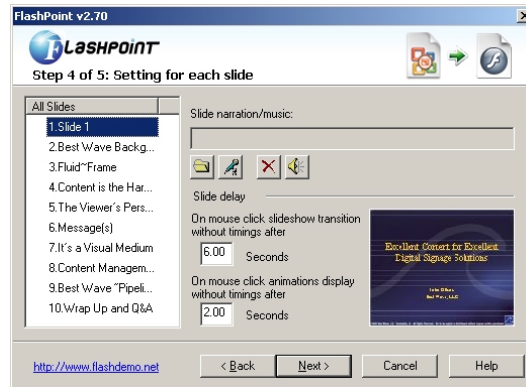 FlashPoint v2.70
FLASHPOINT
Step 4 of 5: Setting for each slide
All Slides
1.Slide 1
2.Best Wave Backg...
3.Fluid~Frame
4.Content is the Har...
5.The Viewer's Pers...
6.Message(s)
7.It's a Visual Medium
8.Content Managem...
9.Best Wave "Pipeli...
10.Wrap Up and Q&A
Slide narration/music:
Slide delay
On mouse click slideshow transition
without timings after
6.00 Seconds
On mouse click animations display
without timings after
2.00 Seconds
Excellent Content for Excellent
Digital Signage Solutions
http://www.flashdemo.net
< Back
Next >
Cancel
Help